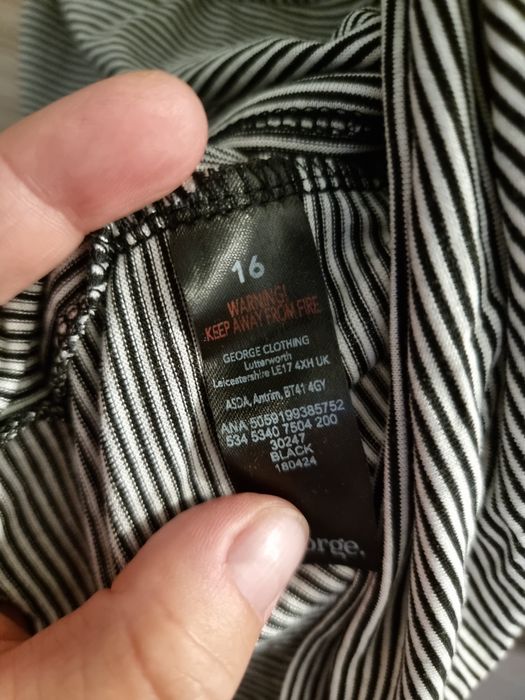 16
WARNING!
KEEP AWAY FROM FIRE
GEORGE CLOTHING
Lutterworth
Leicestershire LE17 4XH UK
ASDA, Antrim, BT41 4GY
ANA 5059199385752
534 5340 7504 200
30247
BLACK
180424
orge.